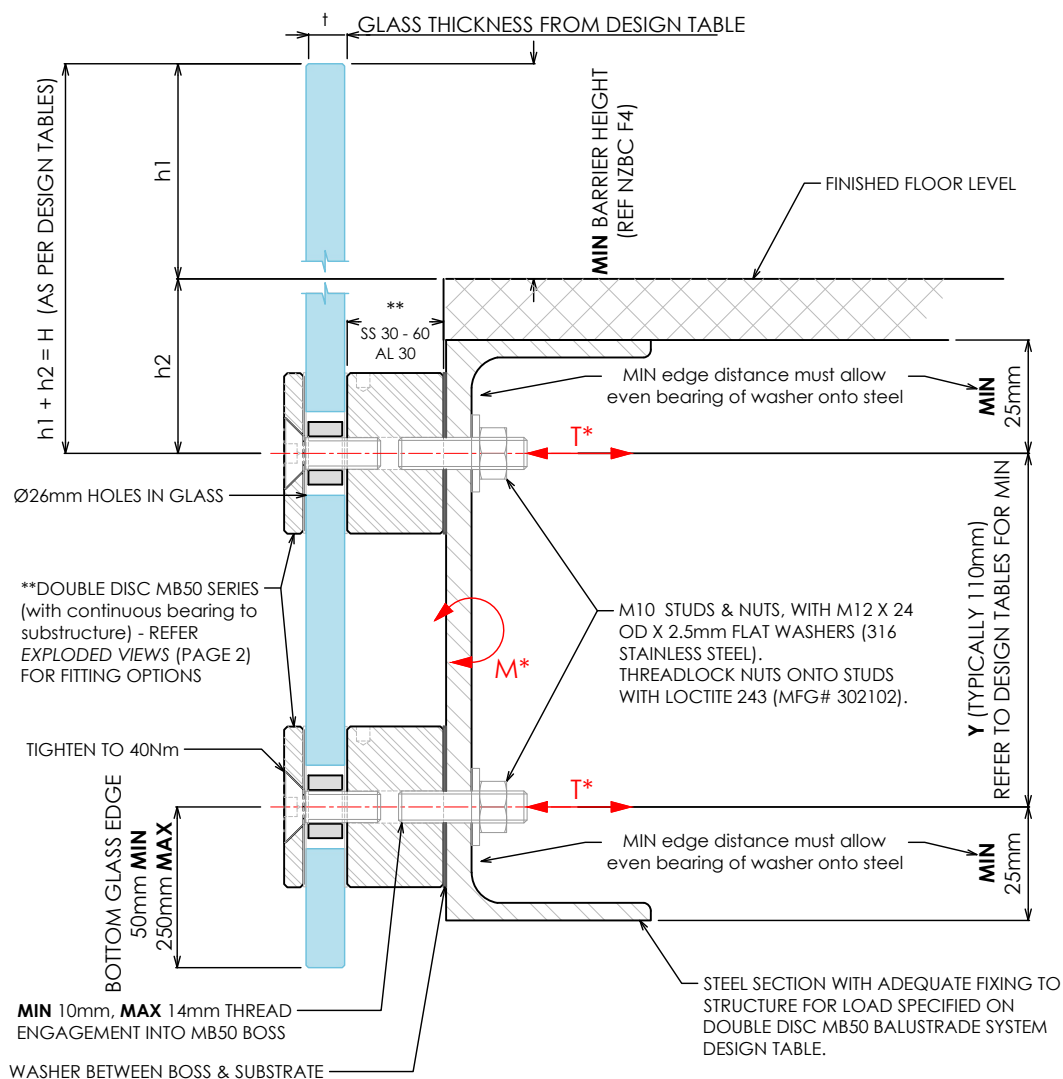 t
GLASS THICKNESS FROM DESIGN TABLE
h1 + h2 = H (AS PER DESIGN TABLES)
h1
h2
MIN BARRIER HEIGHT
(REF NZBC F4)
FINISHED FLOOR LEVEL
**
SS 30 - 60
AL 30
MIN edge distance must allow
even bearing of washer onto steel
MIN
25mm
T*
Ø26mm HOLES IN GLASS
**DOUBLE DISC MB50 SERIES
(with continuous bearing to
substructure) - REFER
EXPLODED VIEWS (PAGE 2)
FOR FITTING OPTIONS
M*
M10 STUDS & NUTS, WITH M12 X 24
OD X 2.5mm FLAT WASHERS (316
STAINLESS STEEL).
THREADLOCK NUTS ONTO STUDS
WITH LOCTITE 243 (MFG# 302102).
Y (TYPICALLY 110mm)
REFER TO DESIGN TABLES FOR MIN
TIGHTEN TO 40Nm
T*
BOTTOM GLASS EDGE
50mm MIN
250mm MAX
MIN edge distance must allow
even bearing of washer onto steel
MIN
25mm
MIN 10mm, MAX 14mm THREAD
ENGAGEMENT INTO MB50 BOSS
WASHER BETWEEN BOSS & SUBSTRATE
STEEL SECTION WITH ADEQUATE FIXING TO
STRUCTURE FOR LOAD SPECIFIED ON
DOUBLE DISC MB50 BALUSTRADE SYSTEM
DESIGN TABLE.